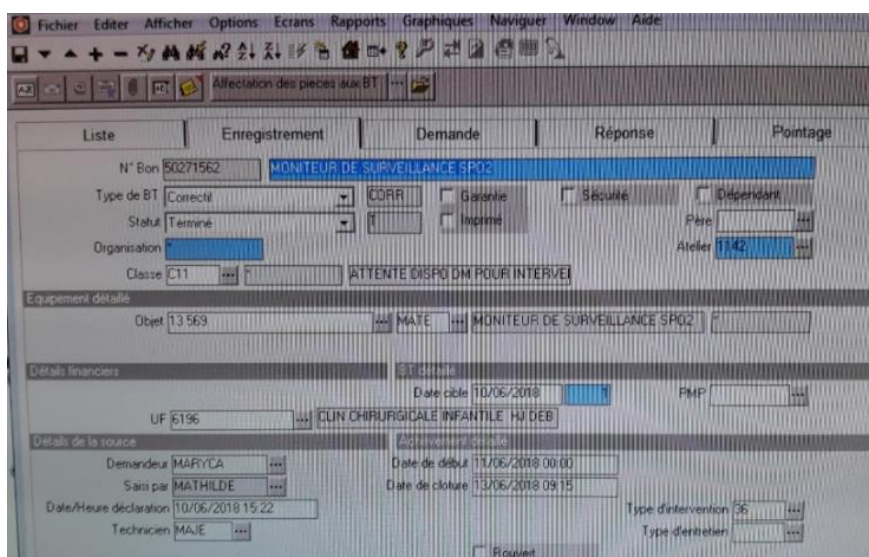 Fichier Editer Afficher Options Ecrans Rapports Graphiques Naviguer Window Aide
Affectation des pieces aux BT
Liste Enregistrement Demande Réponse Pointage
N° Bon 50271562 MONITEUR DE SURVEILLANCE SPO2
Type de BT Correctif CORR Garantie Sécurité Dépendant
Statut Terminé T Imprimé Père
Organisation * Atelier 1142
Classe C11 * ATTENTE DISPO DM POUR INTERVEI
Equipement détaillé
Objet 13 569 MATE MONITEUR DE SURVEILLANCE SPO2 *
Détails financiers BT détaillé
Date cible 10/06/2018 1 PMP
UF 6196 CLIN CHIRURGICALE INFANTILE HJ DEB
Détails de la source Achèvement détaillé
Demandeur MARYCA Date de début 11/06/2018 00:00
Saisi par MATHILDE Date de cloture 13/06/2018 09:15
Date/Heure déclaration 10/06/2018 15:22 Type d'intervention 36
Technicien MAJE Type d'entretien
Rouvert